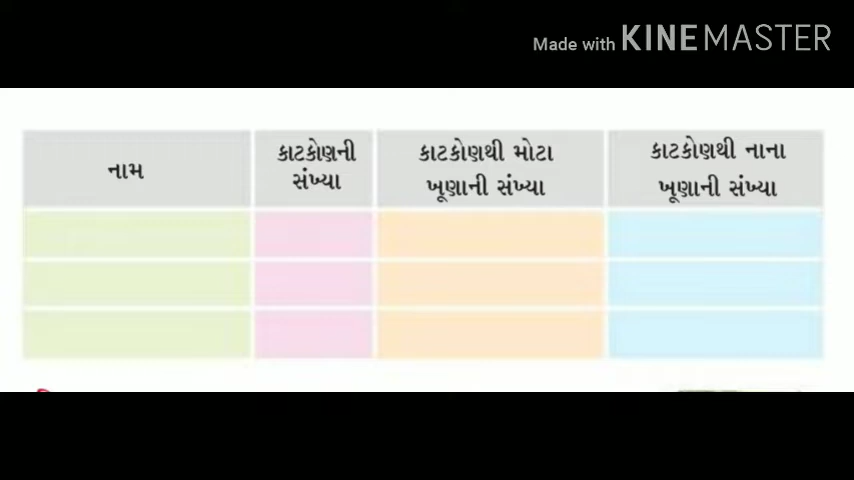 Made with KINEMASTER
નામ
કાટકોણની
સંખ્યા
કાટકોણથી મોટા
ખૂણાની સંખ્યા
કાટકોણથી નાના
ખૂણાની સંખ્યા